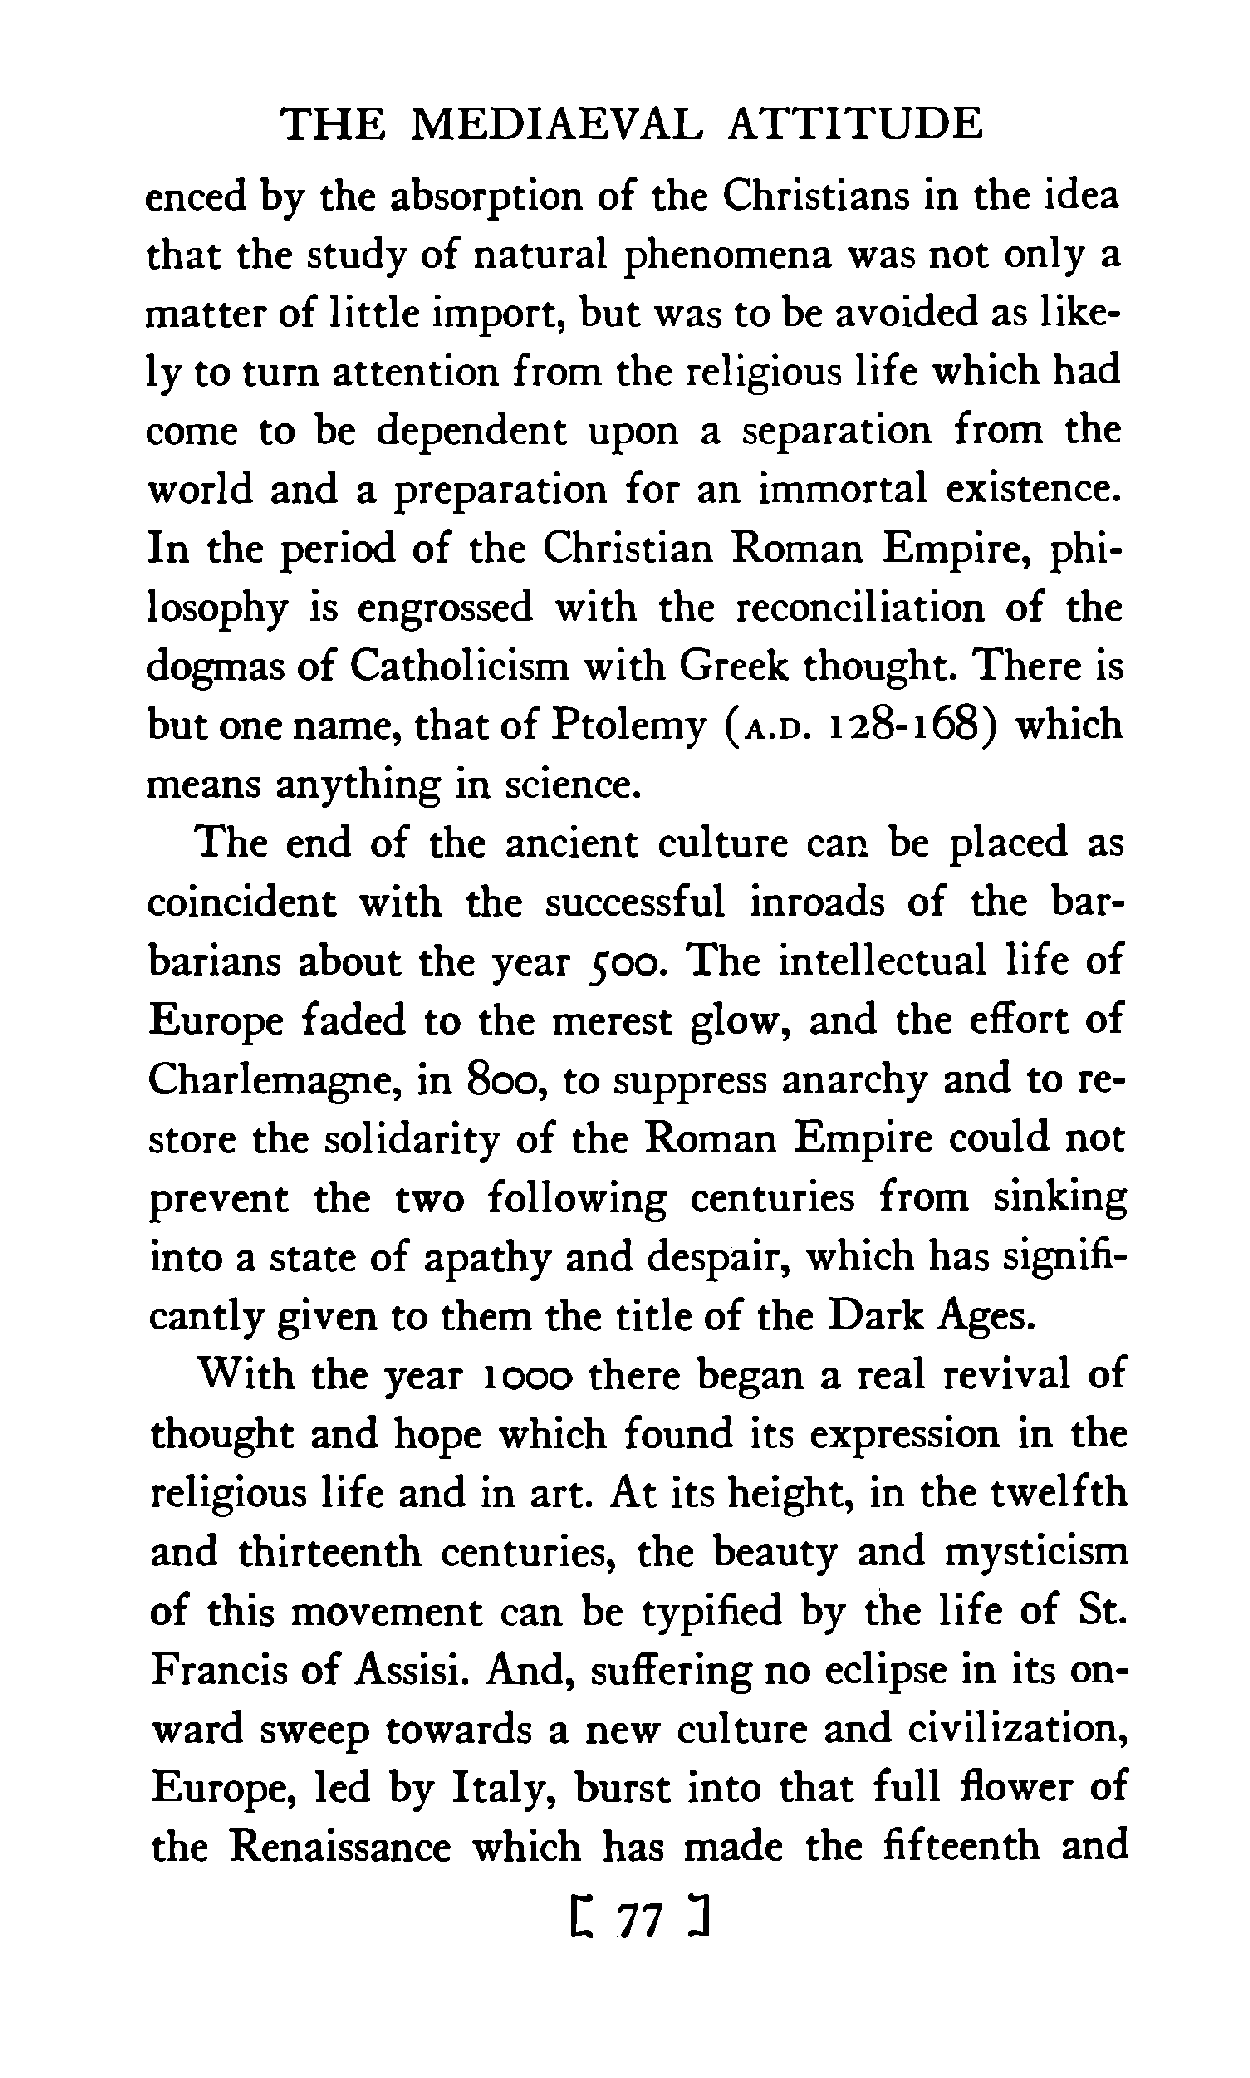 THE MEDIAEVAL ATTITUDE
enced by the absorption of the Christians in the idea
that the study of natural phenomena was not only a
matter of little import, but was to be avoided as like-
ly to turn attention from the religious life which had
come to be dependent upon a separation from the
world and a preparation for an immortal existence.
In the period of the Christian Roman Empire, phi-
losophy is engrossed with the reconciliation of the
dogmas of Catholicism with Greek thought. There is
but one name, that of Ptolemy (A.D. 128-168) which
means anything in science.
The end of the ancient culture can be placed as
coincident with the successful inroads of the bar-
barians about the year 500. The intellectual life of
Europe faded to the merest glow, and the effort of
Charlemagne, in 800, to suppress anarchy and to re-
store the solidarity of the Roman Empire could not
prevent the two following centuries from sinking
into a state of apathy and despair, which has signifi-
cantly given to them the title of the Dark Ages.
With the year 1000 there began a real revival of
thought and hope which found its expression in the
religious life and in art. At its height, in the twelfth
and thirteenth centuries, the beauty and mysticism
of this movement can be typified by the life of St.
Francis of Assisi. And, suffering no eclipse in its on-
ward sweep towards a new culture and civilization,
Europe, led by Italy, burst into that full flower of
the Renaissance which has made the fifteenth and
[ 77 ]